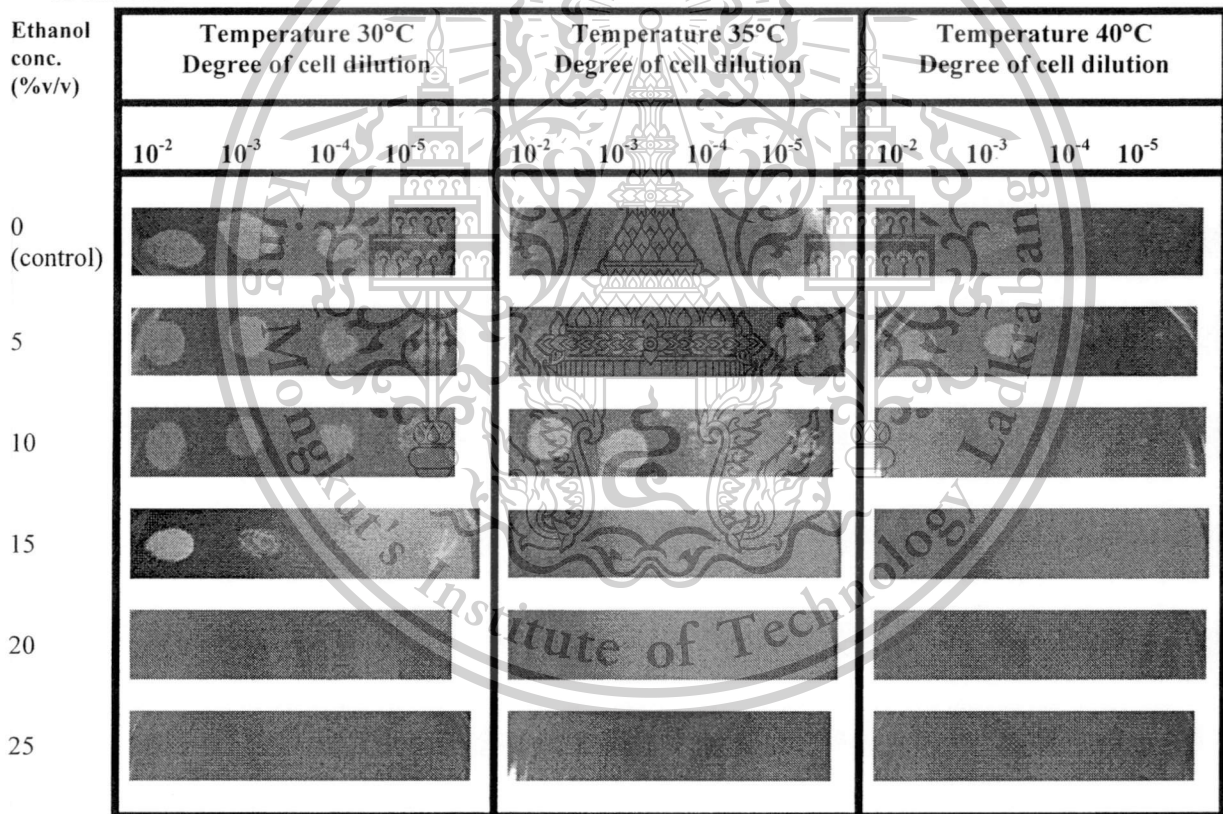 Ethanol
conc.
(%v/v)
Temperature 30°C
Degree of cell dilution
Temperature 35°C
Degree of cell dilution
Temperature 40°C
Degree of cell dilution
10⁻² 10⁻³ 10⁻⁴ 10⁻⁵
10⁻² 10⁻³ 10⁻⁴ 10⁻⁵
10⁻² 10⁻³ 10⁻⁴ 10⁻⁵
0
(control)
5
10
15
20
25
King Mongkut's Institute of Technology Ladkrabang